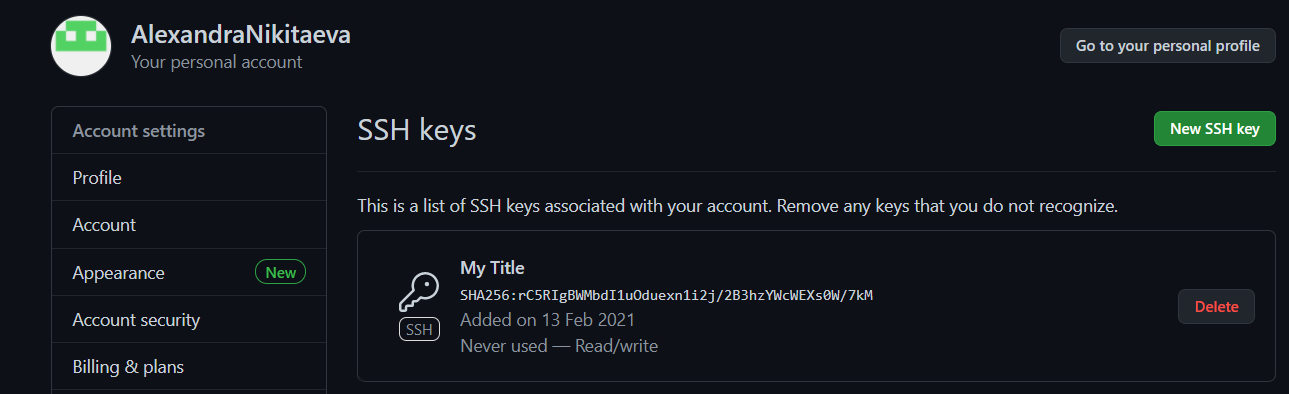 AlexandraNikitaeva
Your personal account
Go to your personal profile
Account settings
Profile
Account
Appearance New
Account security
Billing & plans
SSH keys
New SSH key
This is a list of SSH keys associated with your account. Remove any keys that you do not recognize.
My Title
SHA256:rC5RIgBWMbdI1uOduexn1i2j/2B3hzYWcWEXs0W/7kM
SSH
Added on 13 Feb 2021
Never used — Read/write
Delete